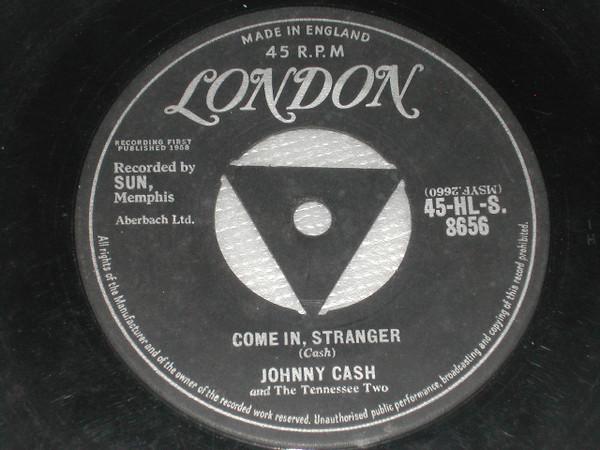 MADE IN ENGLAND
45 R.P.M
LONDON
RECORDING FIRST
PUBLISHED 1958
Recorded by
SUN,
Memphis
Aberbach Ltd.
(MSYF.2660)
45-HL-S.
8656
COME IN, STRANGER
(Cash)
JOHNNY CASH
and The Tennessee Two
All rights of the Manufacturer and of the owner of the recorded work reserved. Unauthorised public performance, broadcasting and copying of this record prohibited.